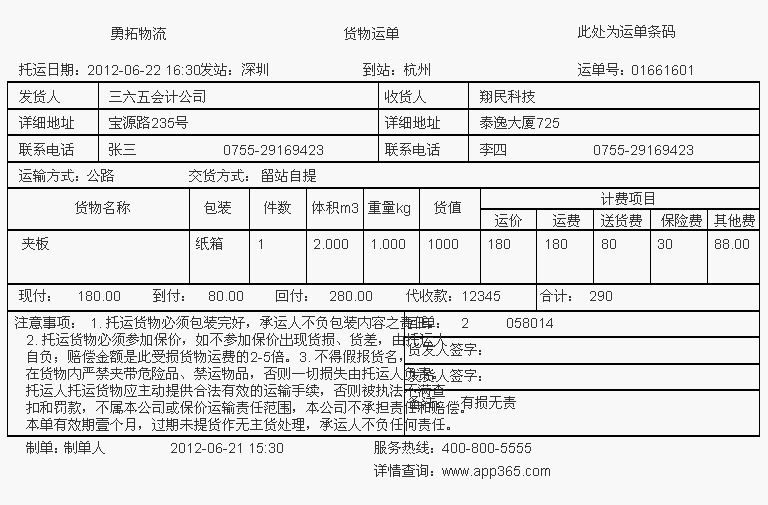 勇拓物流 货物运单 此处为运单条码
托运日期：2012-06-22 16:30发站：深圳 到站：杭州 运单号：01661601
发货人 三六五会计公司 收货人 翔民科技
详细地址 宝源路235号 详细地址 泰逸大厦725
联系电话 张三 0755-29169423 联系电话 李四 0755-29169423
运输方式：公路 交货方式：留站自提
货物名称 包装 件数 体积m3 重量kg 货值 计费项目
运价 运费 送货费 保险费 其他费
夹板 纸箱 1 2.000 1.000 1000 180 180 80 30 88.00
现付： 180.00 到付： 80.00 回付： 280.00 代收款：12345 合计： 290
注意事项： 1. 托运货物必须包装完好，承运人不负包装内容之责任。 回单： 2 058014
2. 托运货物必须参加保价，如不参加保价出现货损、货差，由托运人
自负；赔偿金额是此受损货物运费的2-5倍。3. 不得假报货名， 货发人签字：
在货物内严禁夹带危险品、禁运物品，否则一切损失由托运人负责。 签字：
托运人托运货物应主动提供合法有效的运输手续，否则被执法不满查
扣和罚款，不属本公司或保价运输责任范围，本公司不承担责任和赔偿。 有损无责
本单有效期壹个月，过期未提货作无主货处理，承运人不负任何责任。
制单：制单人 2012-06-21 15:30 服务热线：400-800-5555
详情查询：www.app365.com